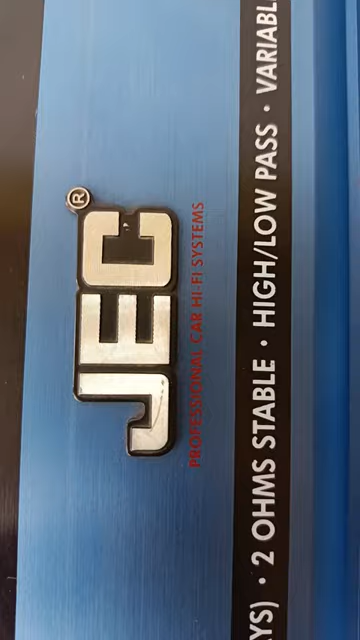 JEC®
PROFESSIONAL CAR HI-FI SYSTEMS
YS) · 2 OHMS STABLE · HIGH/LOW PASS · VARIABL